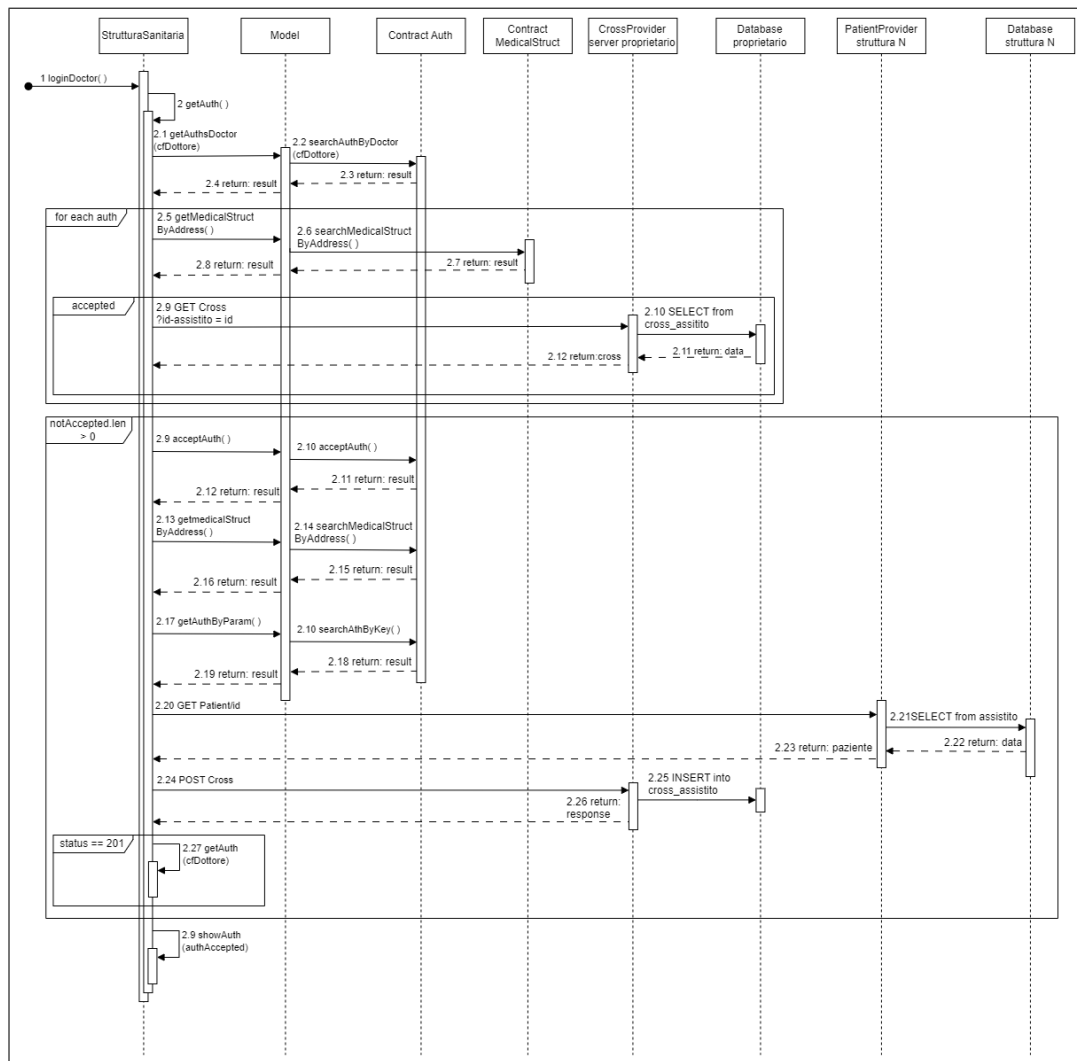 StrutturaSanitaria
Model
Contract Auth
Contract
MedicalStruct
CrossProvider
server proprietario
Database
proprietario
PatientProvider
struttura N
Database
struttura N
1 loginDoctor( )
2 getAuth( )
2.1 getAuthsDoctor
(cfDottore)
2.2 searchAuthByDoctor
(cfDottore)
2.3 return: result
2.4 return: result
for each auth
2.5 getMedicalStruct
ByAddress( )
2.6 searchMedicalStruct
ByAddress( )
2.7 return: result
2.8 return: result
accepted
2.9 GET Cross
?id-assistito = id
2.10 SELECT from
cross_assitito
2.11 return: data
2.12 return:cross
notAccepted.len
> 0
2.9 acceptAuth( )
2.10 acceptAuth( )
2.11 return: result
2.12 return: result
2.13 getmedicalStruct
ByAddress( )
2.14 searchMedicalStruct
ByAddress( )
2.15 return: result
2.16 return: result
2.17 getAuthByParam( )
2.10 searchAthByKey( )
2.18 return: result
2.19 return: result
2.20 GET Patient/id
2.21SELECT from assistito
2.22 return: data
2.23 return: paziente
2.24 POST Cross
2.25 INSERT into
cross_assistito
2.26 return:
response
status == 201
2.27 getAuth
(cfDottore)
2.9 showAuth
(authAccepted)